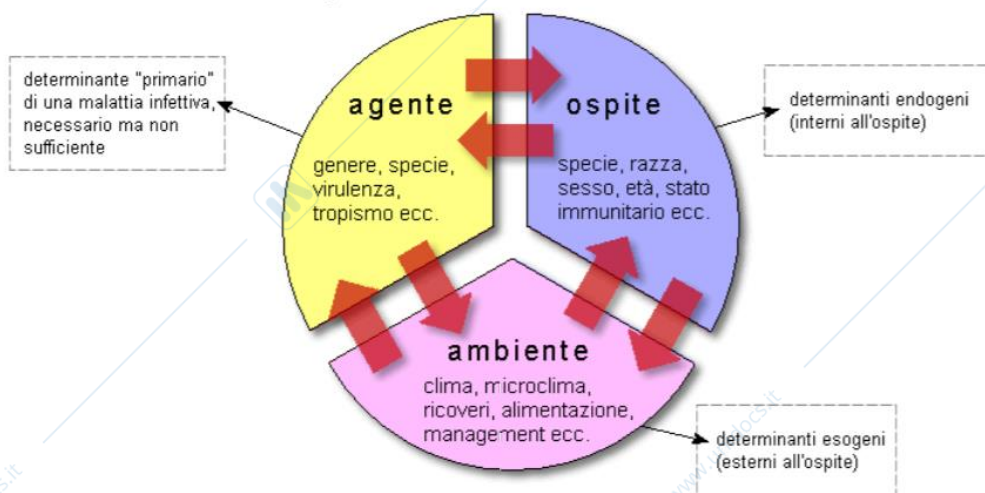 determinante "primario"
di una malattia infettiva,
necessario ma non
sufficiente
agente
genere, specie,
virulenza,
tropismo ecc.
ospite
specie, razza,
sesso, età, stato
immunitario ecc.
determinanti endogeni
(interni all'ospite)
ambiente
clima, microclima,
ricoveri, alimentazione,
management ecc.
determinanti esogeni
(esterni all'ospite)